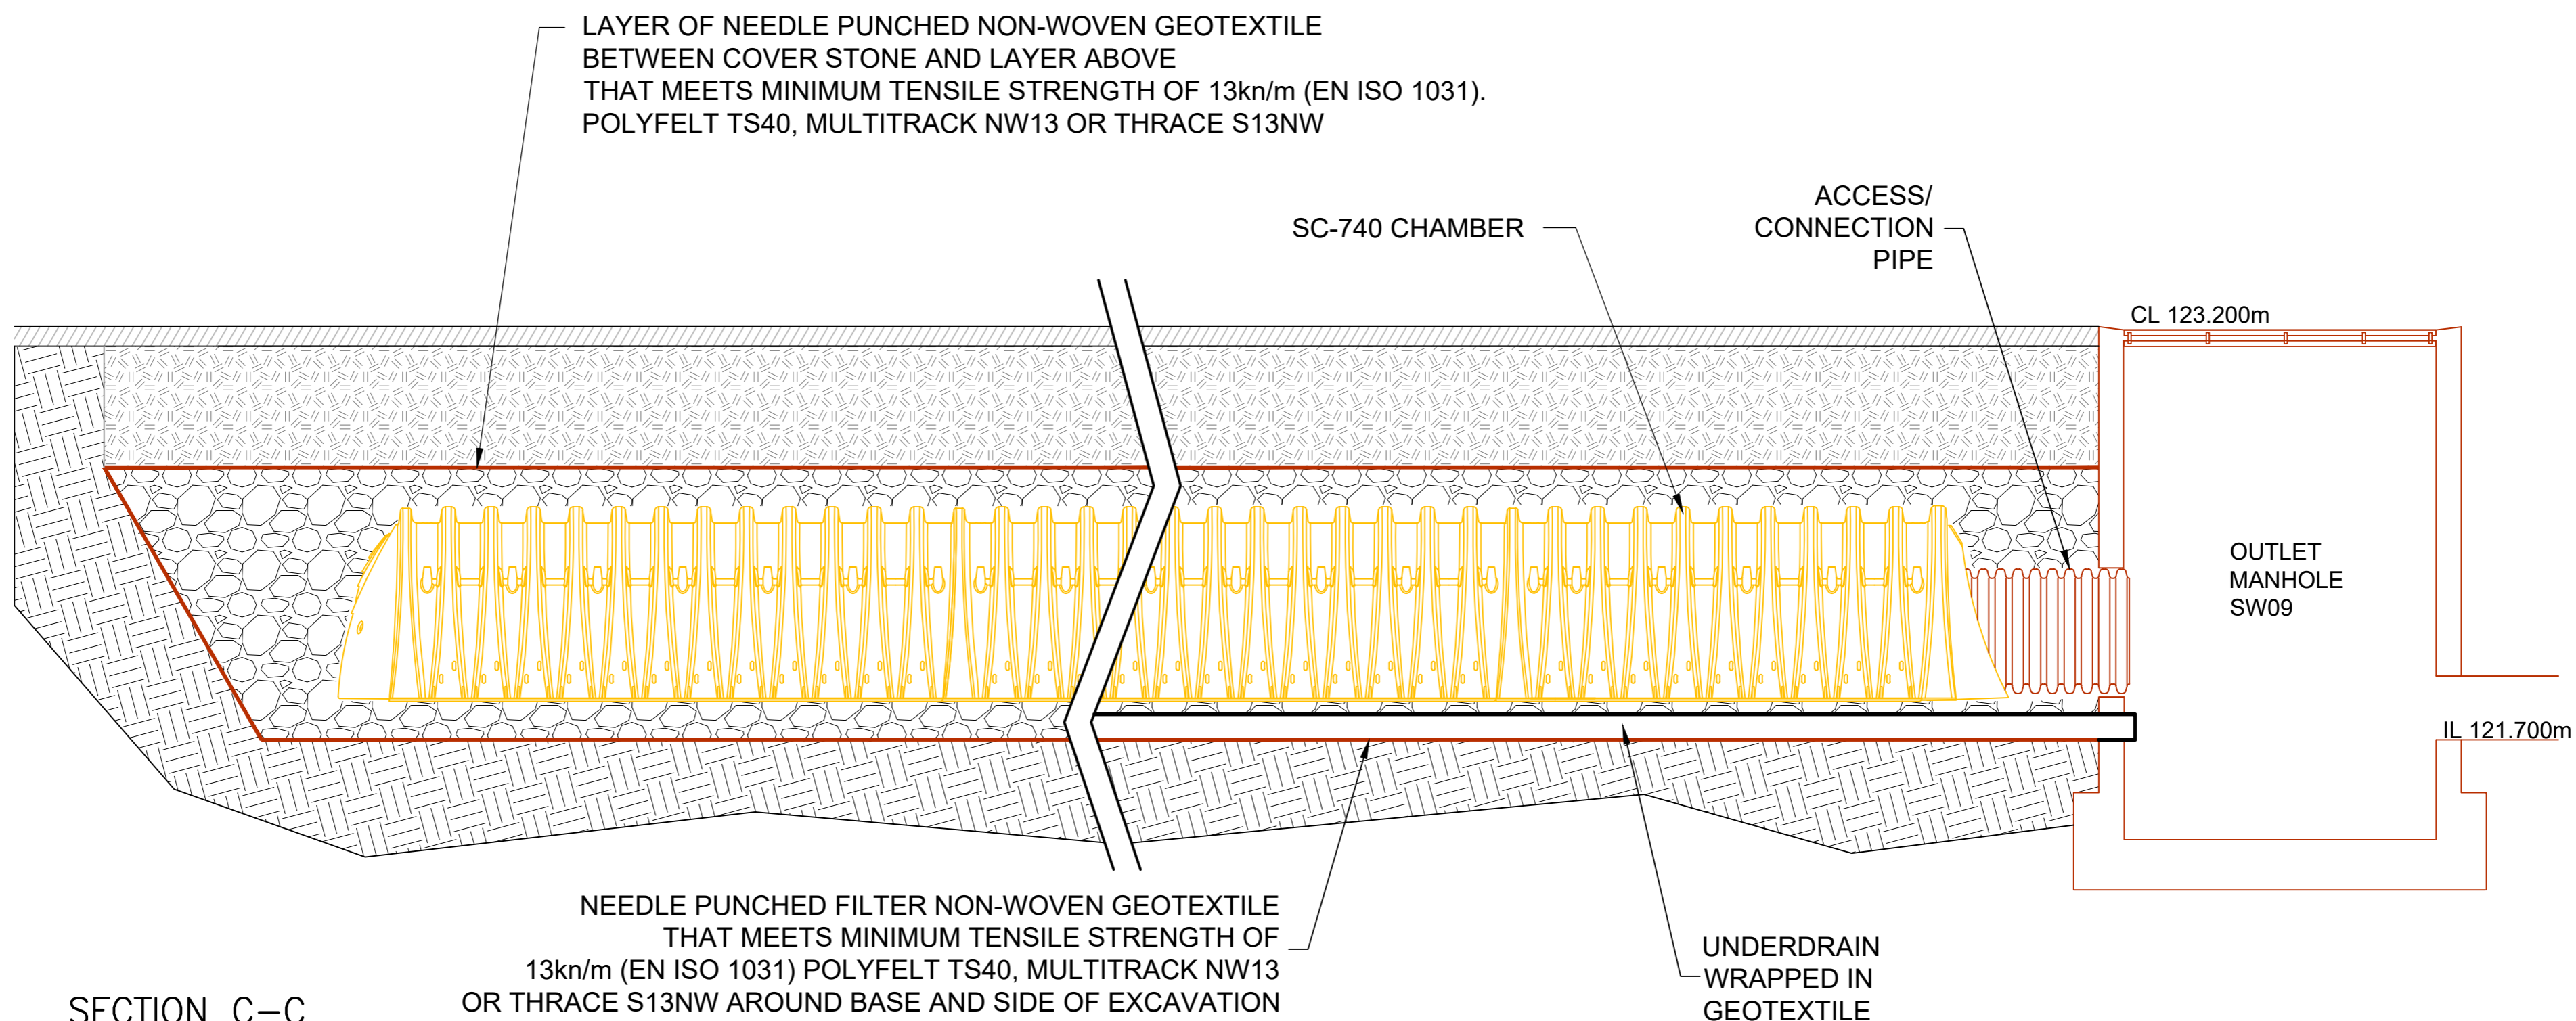 LAYER OF NEEDLE PUNCHED NON-WOVEN GEOTEXTILE
BETWEEN COVER STONE AND LAYER ABOVE
THAT MEETS MINIMUM TENSILE STRENGTH OF 13kn/m (EN ISO 1031).
POLYFELT TS40, MULTITRACK NW13 OR THRACE S13NW
SC-740 CHAMBER
ACCESS/
CONNECTION
PIPE
CL 123.200m
OUTLET
MANHOLE
SW09
IL 121.700m
NEEDLE PUNCHED FILTER NON-WOVEN GEOTEXTILE
THAT MEETS MINIMUM TENSILE STRENGTH OF
13kn/m (EN ISO 1031) POLYFELT TS40, MULTITRACK NW13
OR THRACE S13NW AROUND BASE AND SIDE OF EXCAVATION
UNDERDRAIN
WRAPPED IN
GEOTEXTILE
SECTION C-C